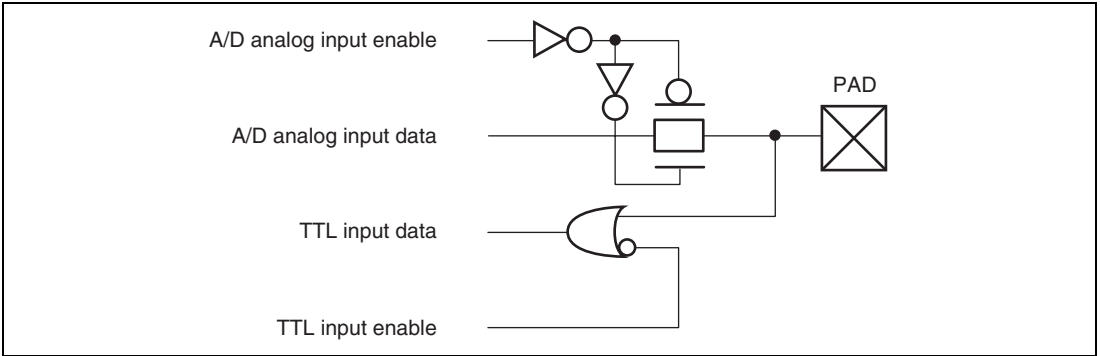 A/D analog input enable
PAD
A/D analog input data
TTL input data
TTL input enable